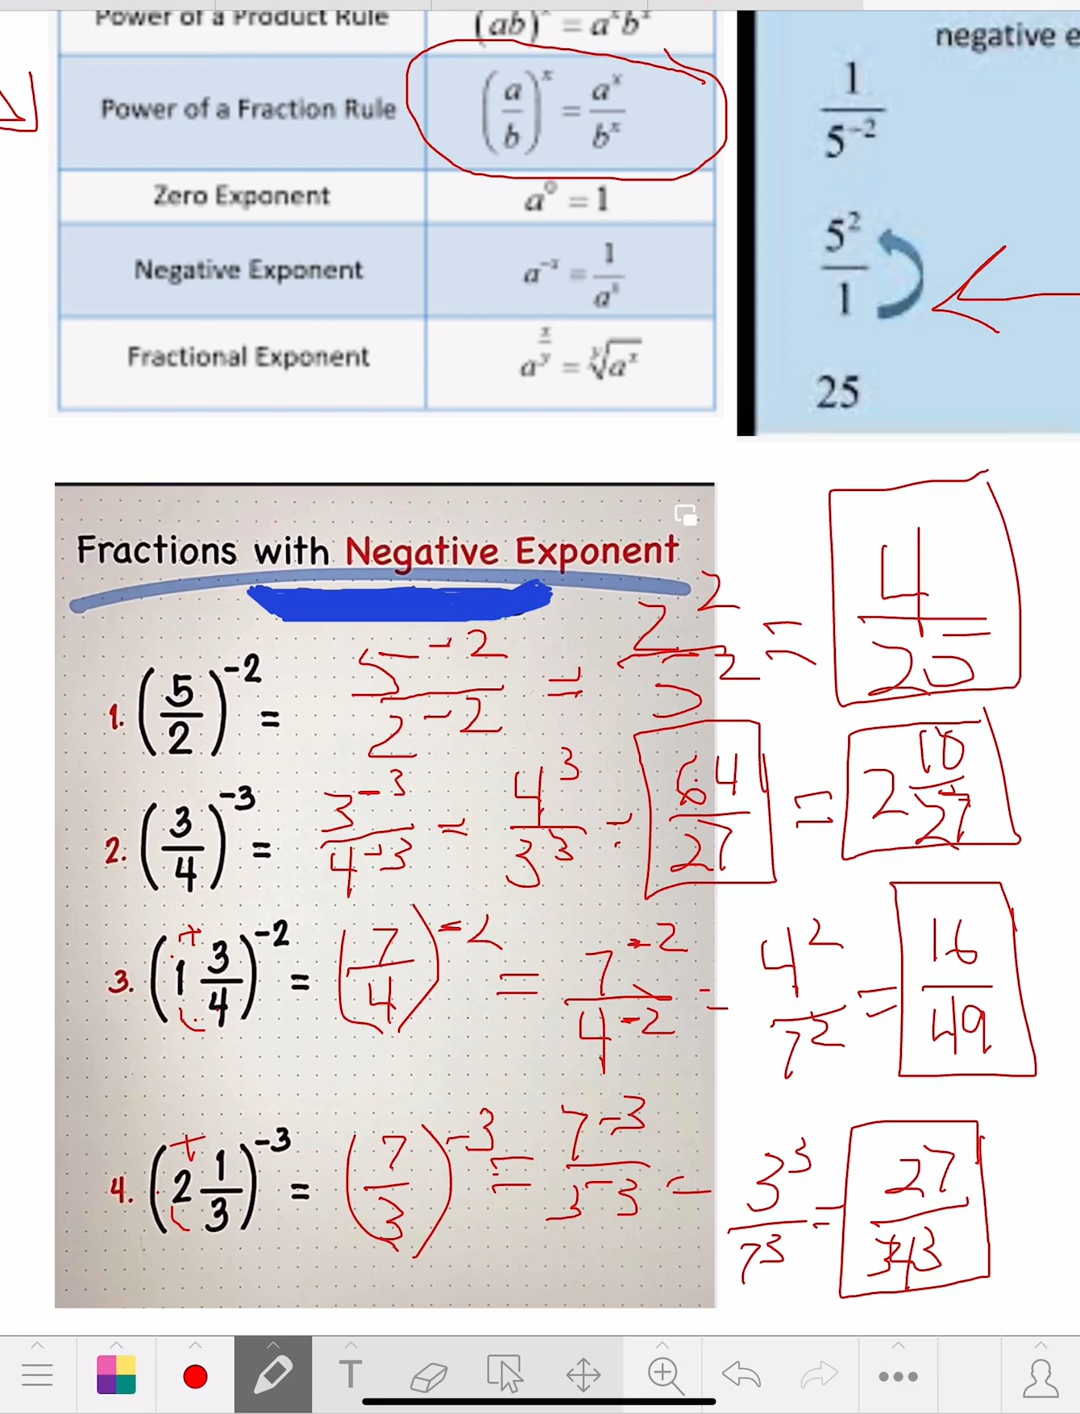 Power of a Product Rule (ab)^x = a^x b^x
negative e
Power of a Fraction Rule (a/b)^x = a^x/b^x
1/5^-2
Zero Exponent a^0 = 1
5^2/1
Negative Exponent a^-x = 1/a^x
Fractional Exponent a^(x/y) = ʸ√a^x
25
Fractions with Negative Exponent
1. (5/2)^-2 = 5^-2/2^-2 = 2^2/5^2 = 4/25
2. (3/4)^-3 = 3^-3/4^-3 = 4^3/3^3 = 64/27 = 2 10/27
3. (1 3/4)^-2 = (7/4)^-2 = 7^-2/4^-2 = 4^2/7^2 = 16/49
4. (2 1/3)^-3 = (7/3)^-3 = 7^-3/3^-3 = 3^3/7^3 = 27/343
T